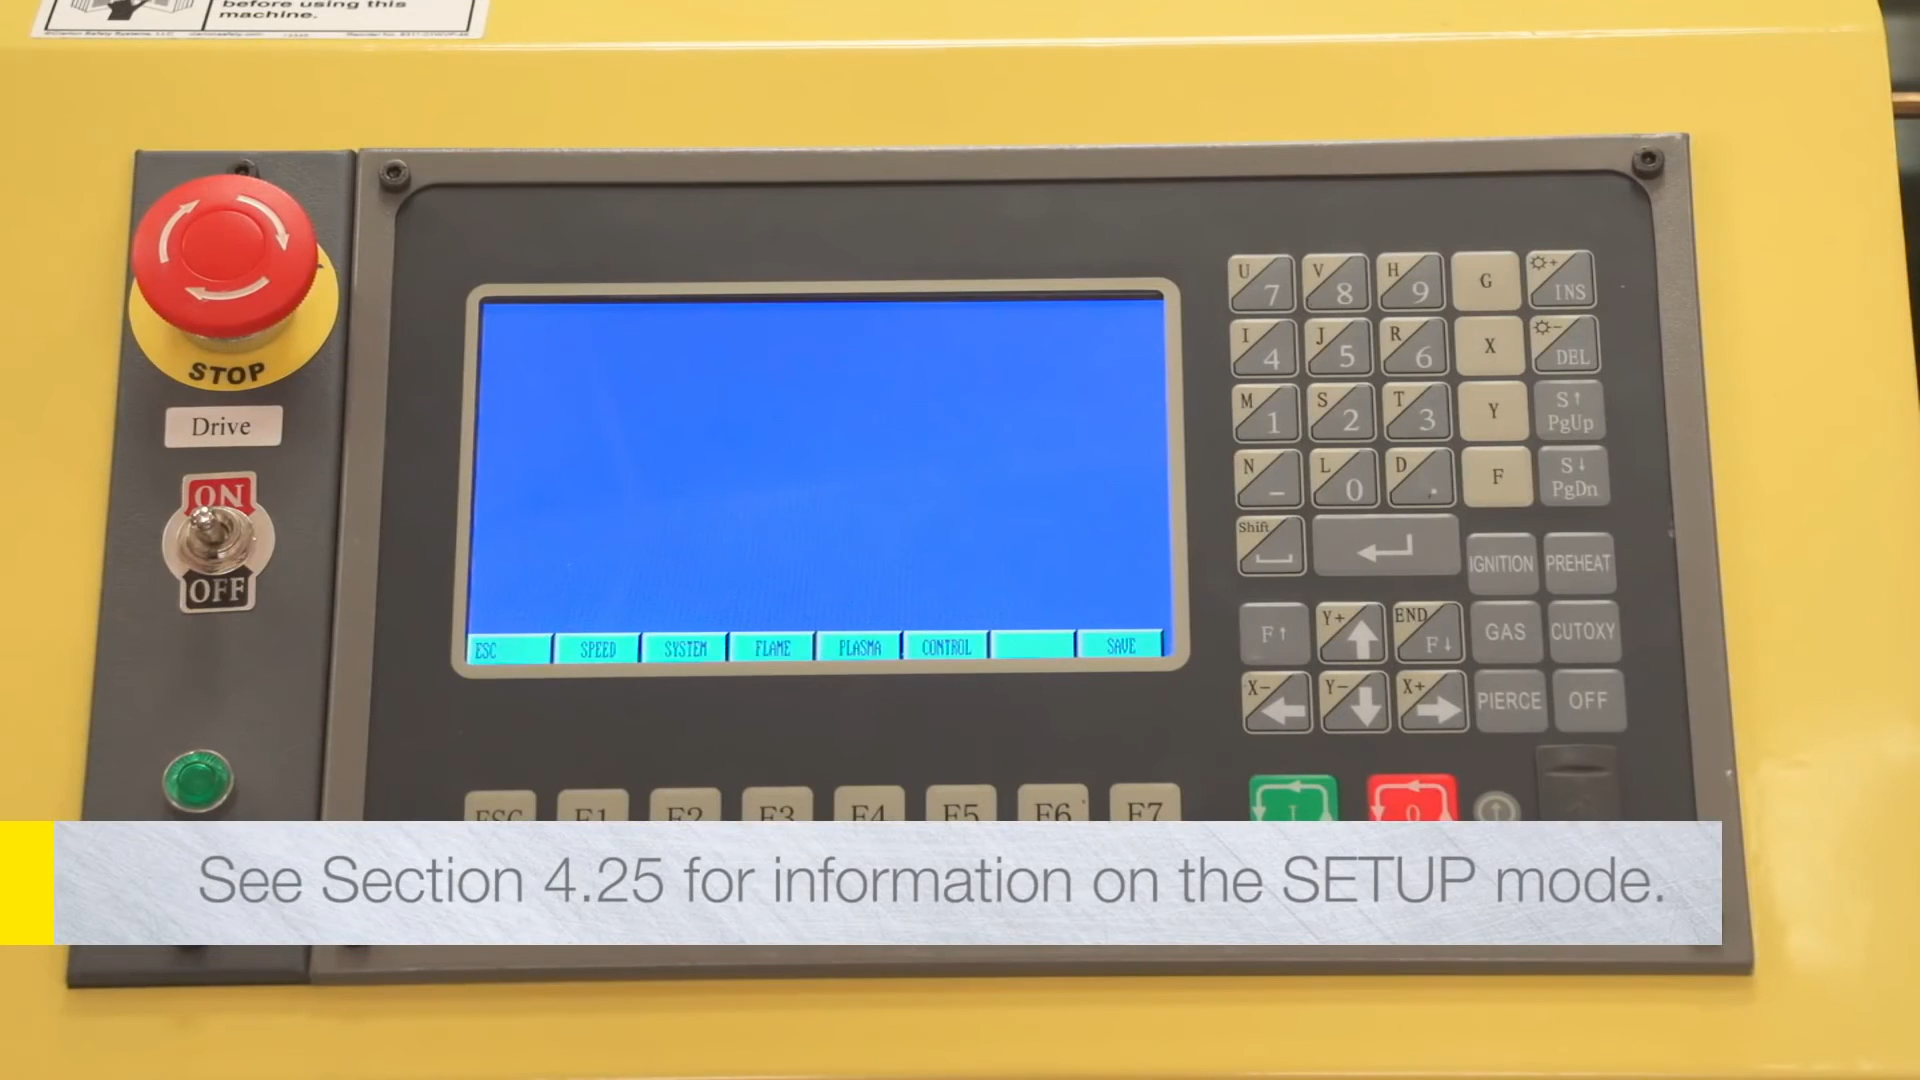 before using this
machine.
STOP
Drive
ON
OFF
ESC
SPEED
SYSTEM
FLAME
PLASMA
CONTROL
SAVE
U 7
V 8
H 9
G
+ INS
I 4
J 5
R 6
X
- DEL
M 1
S 2
T 3
Y
S↑ PgUp
N -
L 0
D .
F
S↓ PgDn
Shift
IGNITION
PREHEAT
F↑
Y+
END F↓
GAS
CUTOXY
X-
Y-
X+
PIERCE
OFF
ESC
F1
F2
F3
F4
F5
F6
F7
See Section 4.25 for information on the SETUP mode.